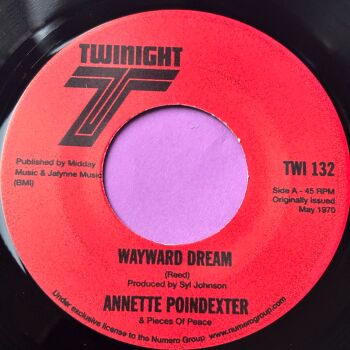 TWINIGHT
T
Published by Midday
Music & Jalynne Music
(BMI)
TWI 132
Side A - 45 RPM
Originally issued
May 1970
WAYWARD DREAM
(Reed)
Produced by Syl Johnson
ANNETTE POINDEXTER
& Pieces Of Peace
Under exclusive license to the Numero Group. www.numerogroup.com